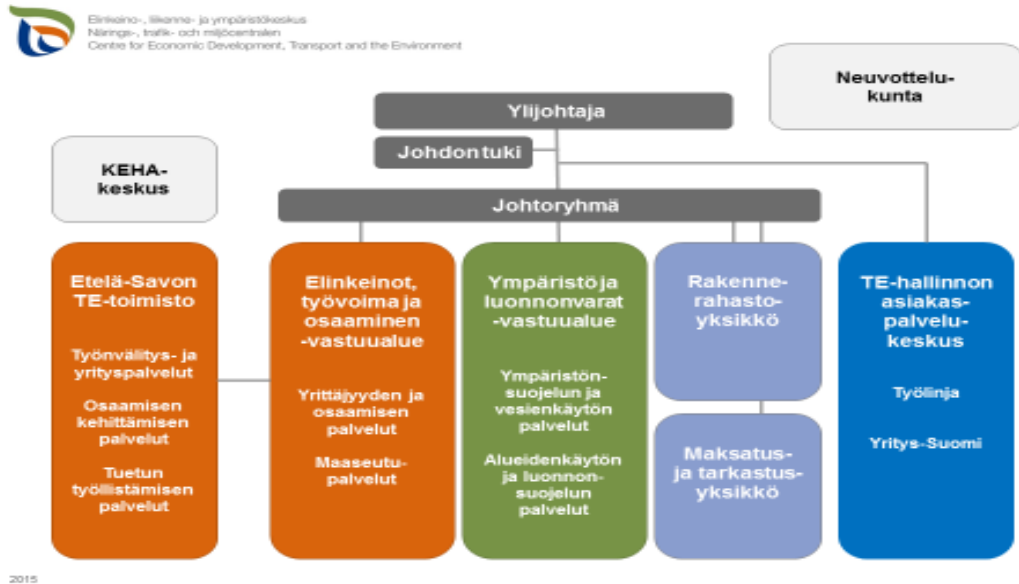 Elinkeino-, liikenne- ja ympäristökeskus
Närings-, trafik- och miljöcentralen
Centre for Economic Development, Transport and the Environment
Neuvottelu-
kunta
Ylijohtaja
Johdon tuki
KEHA-
keskus
Johtoryhmä
Etelä-Savon
TE-toimisto
Työnvälitys- ja
yrityspalvelut
Osaamisen
kehittämisen
palvelut
Tuetun
työllistämisen
palvelut
Elinkeinot,
työvoima ja
osaaminen
-vastuualue
Yrittäjyyden ja
osaamisen
palvelut
Maaseutu-
palvelut
Ympäristö ja
luonnonvarat
-vastuualue
Ympäristön-
suojelun ja
vesienkäytön
palvelut
Alueidenkäytön
ja luonnon-
suojelun
palvelut
Rakenne-
rahasto-
yksikkö
Maksatus-
ja tarkastus-
yksikkö
TE-hallinnon
asiakas-
palvelu-
keskus
Työlinja
Yritys-Suomi
2015